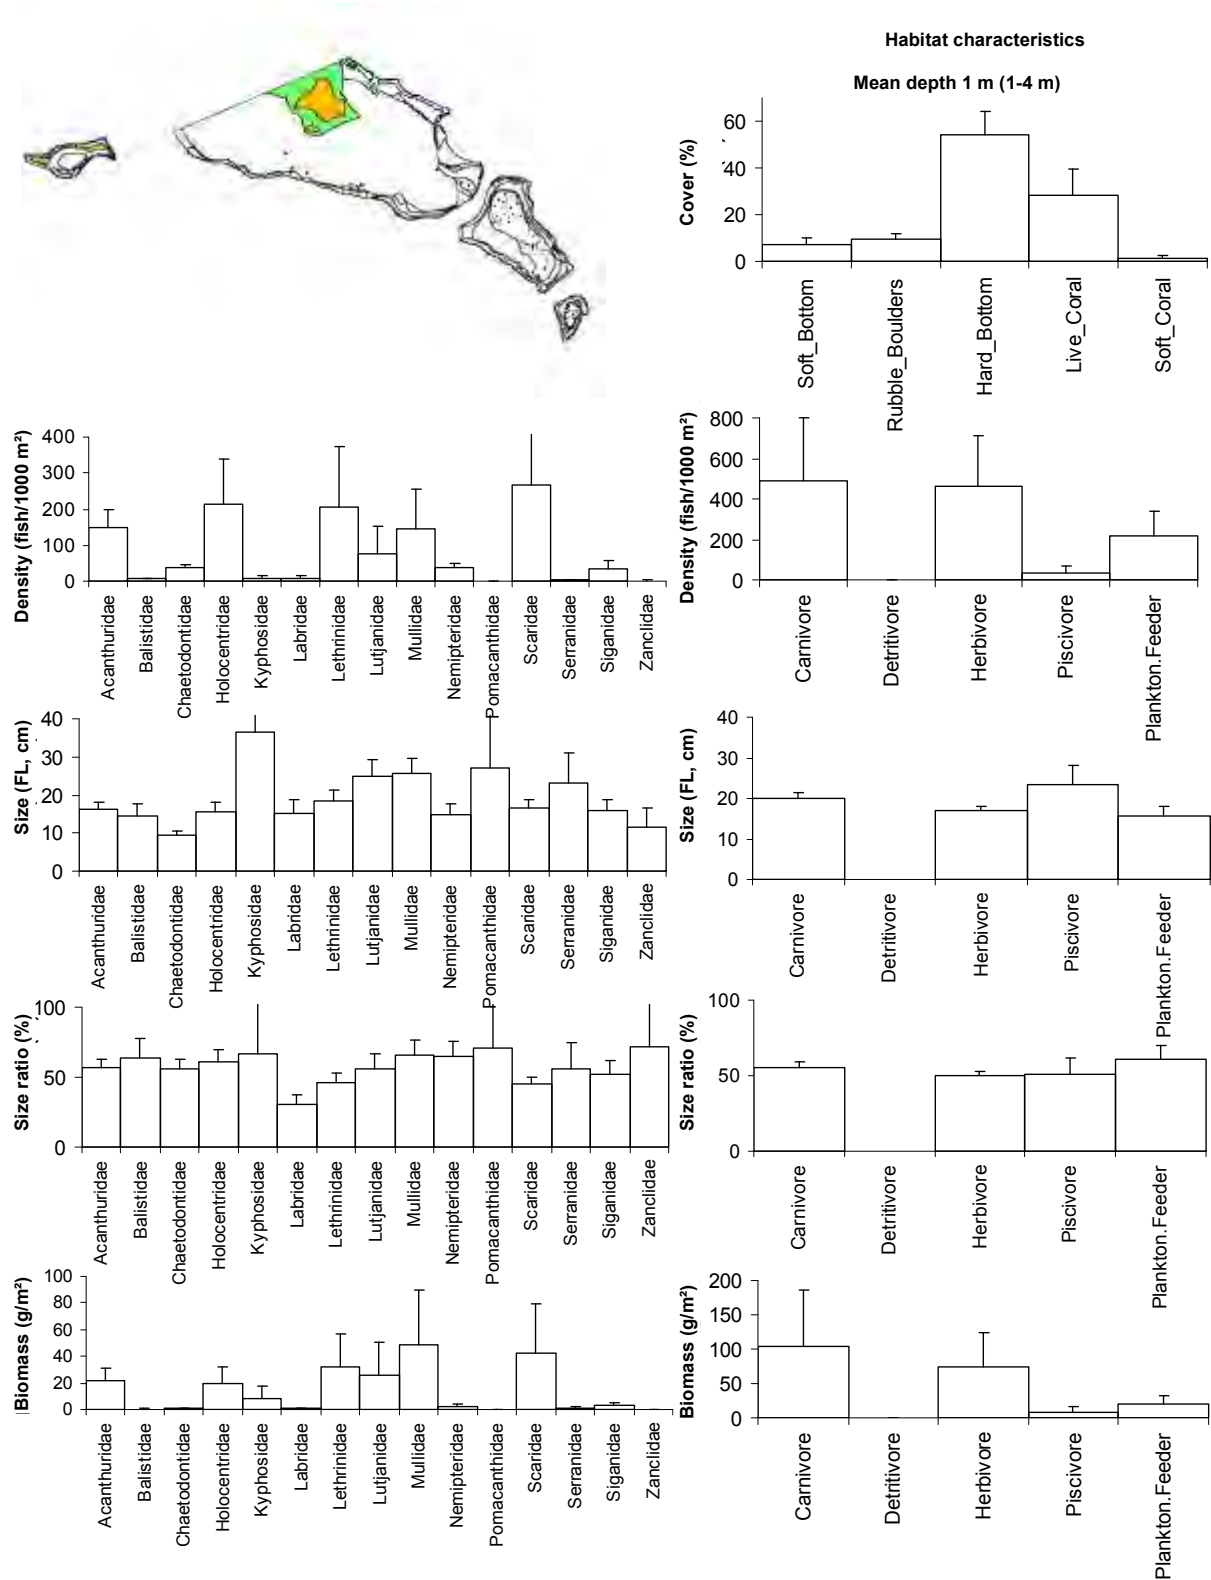 Habitat characteristics
Mean depth 1 m (1-4 m)
Cover (%)
60
40
20
0
Soft_Bottom
Rubble_Boulders
Hard_Bottom
Live_Coral
Soft_Coral
Density (fish/1000 m²)
400
300
200
100
0
Acanthuridae
Balistidae
Chaetodontidae
Holocentridae
Kyphosidae
Labridae
Lethrinidae
Lutjanidae
Mullidae
Nemipteridae
Pomacanthidae
Scaridae
Serranidae
Siganidae
Zanclidae
Density (fish/1000 m²)
800
600
400
200
0
Carnivore
Detritivore
Herbivore
Piscivore
Plankton.Feeder
Size (FL, cm)
40
30
20
10
0
Acanthuridae
Balistidae
Chaetodontidae
Holocentridae
Kyphosidae
Labridae
Lethrinidae
Lutjanidae
Mullidae
Nemipteridae
Pomacanthidae
Scaridae
Serranidae
Siganidae
Zanclidae
Size (FL, cm)
40
30
20
10
0
Carnivore
Detritivore
Herbivore
Piscivore
Plankton.Feeder
Size ratio (%)
100
50
0
Acanthuridae
Balistidae
Chaetodontidae
Holocentridae
Kyphosidae
Labridae
Lethrinidae
Lutjanidae
Mullidae
Nemipteridae
Pomacanthidae
Scaridae
Serranidae
Siganidae
Zanclidae
Size ratio (%)
100
50
0
Carnivore
Detritivore
Herbivore
Piscivore
Plankton.Feeder
Biomass (g/m²)
100
80
60
40
20
0
Acanthuridae
Balistidae
Chaetodontidae
Holocentridae
Kyphosidae
Labridae
Lethrinidae
Lutjanidae
Mullidae
Nemipteridae
Pomacanthidae
Scaridae
Serranidae
Siganidae
Zanclidae
Biomass (g/m²)
200
150
100
50
0
Carnivore
Detritivore
Herbivore
Piscivore
Plankton.Feeder